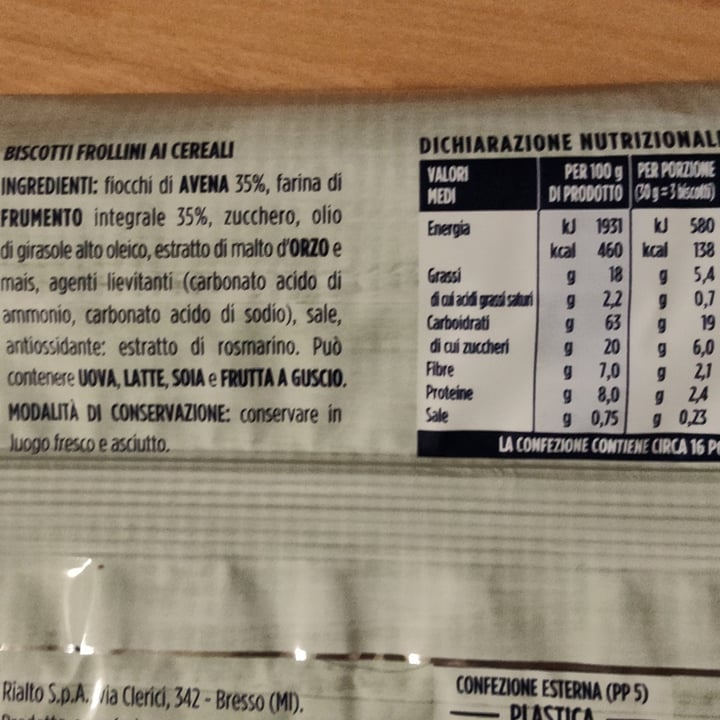 BISCOTTI FROLLINI AI CEREALI
INGREDIENTI: fiocchi di AVENA 35%, farina di
FRUMENTO integrale 35%, zucchero, olio
di girasole alto oleico, estratto di malto d'ORZO e
mais, agenti lievitanti (carbonato acido di
ammonio, carbonato acido di sodio), sale,
antiossidante: estratto di rosmarino. Può
contenere UOVA, LATTE, SOIA e FRUTTA A GUSCIO.
MODALITÀ DI CONSERVAZIONE: conservare in
luogo fresco e asciutto.
DICHIARAZIONE NUTRIZIONAL
VALORI MEDI PER 100 g DI PRODOTTO PER PORZIONE (30 g=3 biscotti)
Energia kJ 1931 kJ 580
kcal 460 kcal 138
Grassi g 18 g 5,4
di cui acidi grassi saturi g 2,2 g 0,7
Carboidrati g 63 g 19
di cui zuccheri g 20 g 6,0
Fibre g 7,0 g 2,1
Proteine g 8,0 g 2,4
Sale g 0,75 g 0,23
LA CONFEZIONE CONTIENE CIRCA 16 PO
Rialto S.p.A. Via Clerici, 342 - Bresso (MI).
CONFEZIONE ESTERNA (PP 5)
PLASTICA